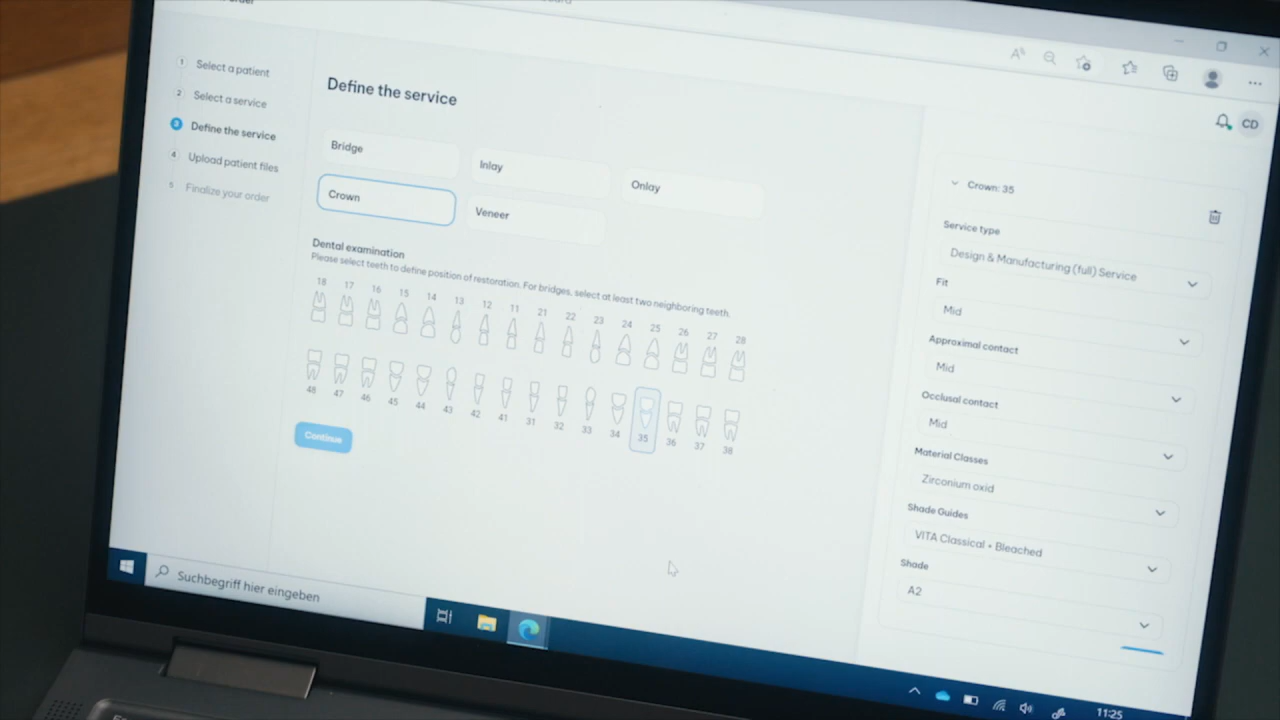 1 Select a patient
2 Select a service
3 Define the service
4 Upload patient files
5 Finalize your order
Define the service
Bridge
Inlay
Onlay
Crown
Veneer
Dental examination
Please select teeth to define position of restoration. For bridges, select at least two neighboring teeth.
18 17 16 15 14 13 12 11 21 22 23 24 25 26 27 28
48 47 46 45 44 43 42 41 31 32 33 34 35 36 37 38
Continue
CD
Crown: 35
Service type
Design & Manufacturing (full) Service
Fit
Mid
Approximal contact
Mid
Occlusal contact
Mid
Material Classes
Zirconium oxid
Shade Guides
VITA Classical + Bleached
Shade
A2
Suchbegriff hier eingeben
11:25